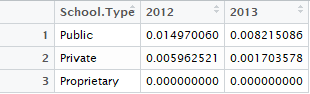 School.Type 2012 2013
1 Public 0.014970060 0.008215086
2 Private 0.005962521 0.001703578
3 Proprietary 0.000000000 0.000000000